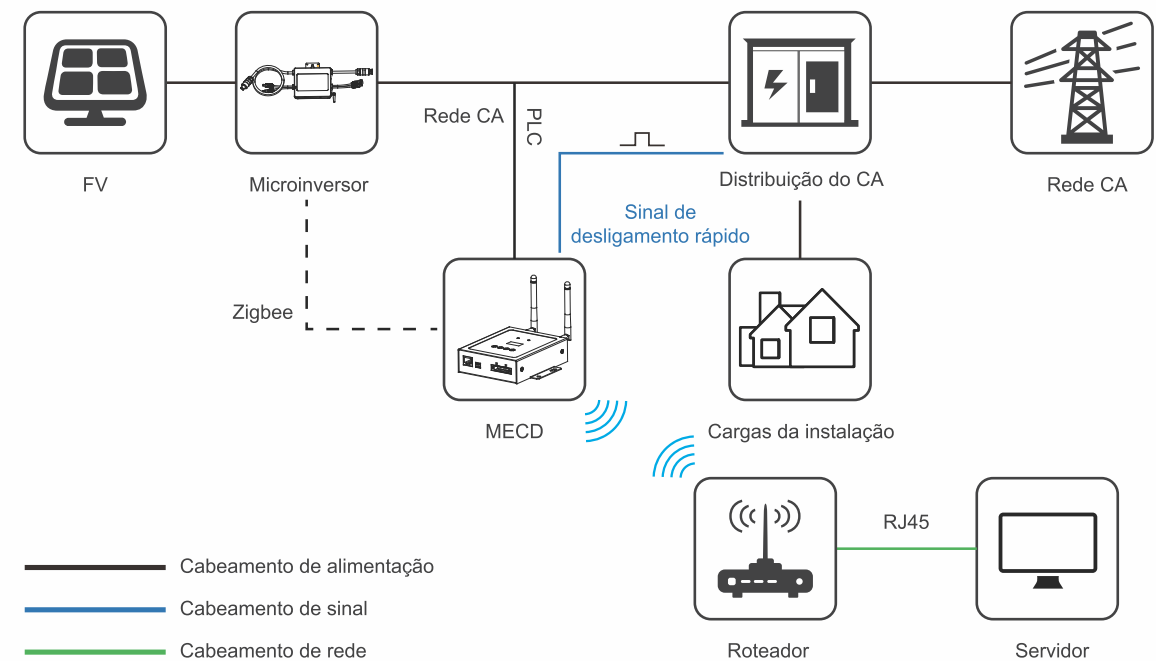 Rede CA
PLC
FV
Microinversor
Distribuição do CA
Rede CA
Sinal de
desligamento rápido
Zigbee
MECD
Cargas da instalação
RJ45
Cabeamento de alimentação
Cabeamento de sinal
Cabeamento de rede
Roteador
Servidor